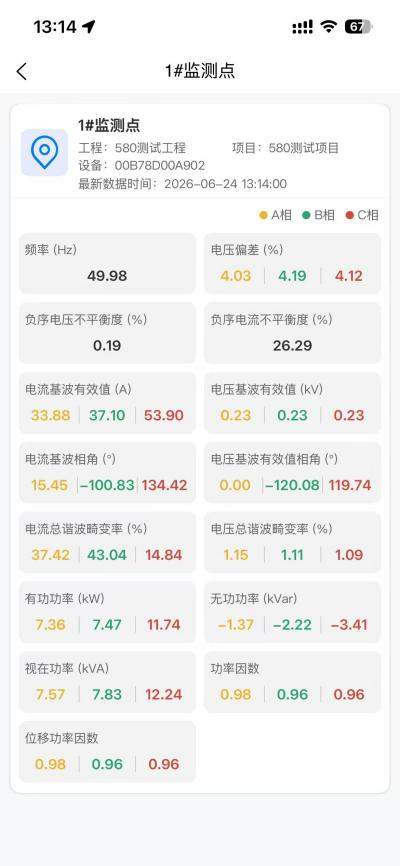 13:14
67
1#监测点
1#监测点
工程：580测试工程 项目：580测试项目
设备：00B78D00A902
最新数据时间：2026-06-24 13:14:00
A相 B相 C相
频率 (Hz) 电压偏差 (%)
49.98 4.03 4.19 4.12
负序电压不平衡度 (%) 负序电流不平衡度 (%)
0.19 26.29
电流基波有效值 (A) 电压基波有效值 (kV)
33.88 37.10 53.90 0.23 0.23 0.23
电流基波相角 (°) 电压基波有效值相角 (°)
15.45 -100.83 134.42 0.00 -120.08 119.74
电流总谐波畸变率 (%) 电压总谐波畸变率 (%)
37.42 43.04 14.84 1.15 1.11 1.09
有功功率 (kW) 无功功率 (kVar)
7.36 7.47 11.74 -1.37 -2.22 -3.41
视在功率 (kVA) 功率因数
7.57 7.83 12.24 0.98 0.96 0.96
位移功率因数
0.98 0.96 0.96